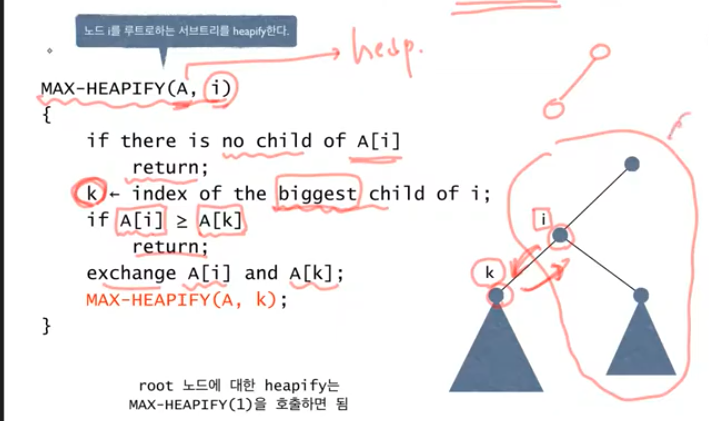 노드 i를 루트로하는 서브트리를 heapify한다.
heap.
MAX-HEAPIFY(A, i)
{
if there is no child of A[i]
return;
k ← index of the biggest child of i;
if A[i] ≥ A[k]
return;
exchange A[i] and A[k];
MAX-HEAPIFY(A, k);
}
i
k
root 노드에 대한 heapify는
MAX-HEAPIFY(1)을 호출하면 됨